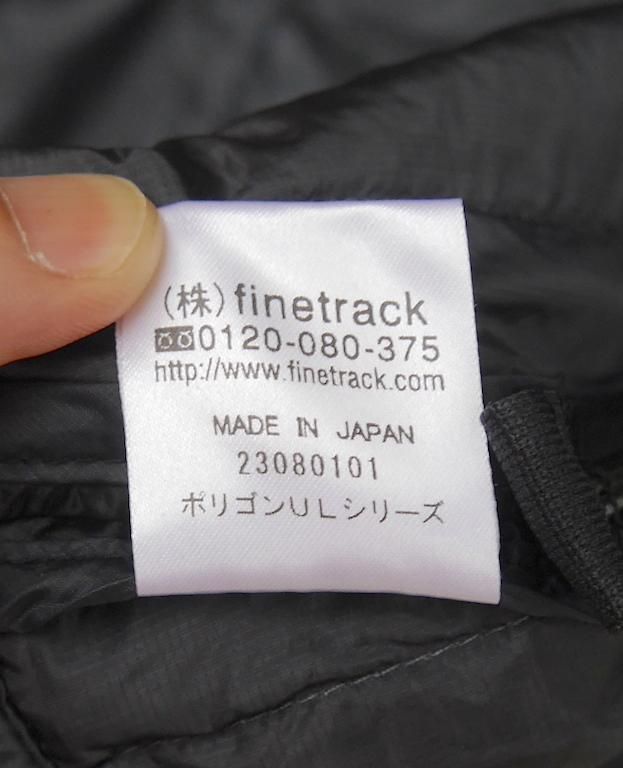 (株)finetrack
0120-080-375
http://www.finetrack.com
MADE IN JAPAN
23080101
ポリゴンULシリーズ